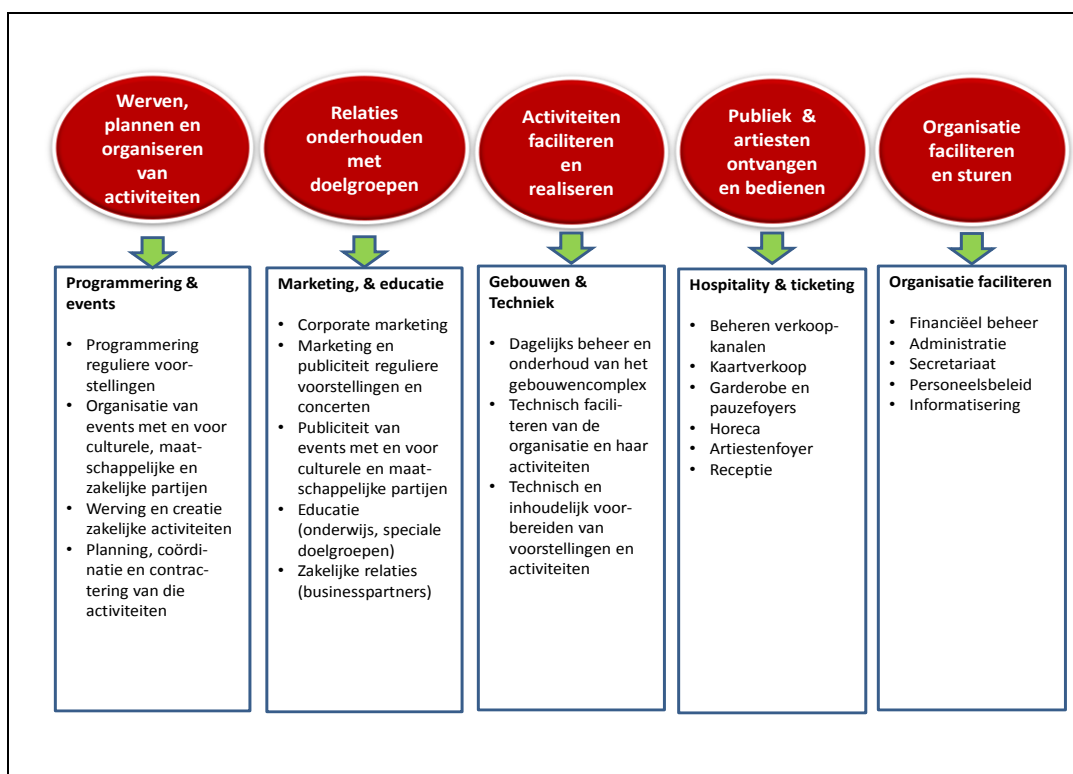 Werven,
plannen en
organiseren
van
activiteiten
Relaties
onderhouden
met
doelgroepen
Activiteiten
faciliteren
en
realiseren
Publiek &
artiesten
ontvangen
en bedienen
Organisatie
faciliteren
en sturen
Programmering &
events
• Programmering
reguliere voor-
stellingen
• Organisatie van
events met en voor
culturele, maat-
schappelijke en
zakelijke partijen
• Werving en creatie
zakelijke activiteiten
• Planning, coördi-
natie en contrac-
tering van die
activiteiten
Marketing, & educatie
• Corporate marketing
• Marketing en
publiciteit reguliere
voorstellingen en
concerten
• Publiciteit van
events met en voor
culturele en maat-
schappelijke partijen
• Educatie
(onderwijs, speciale
doelgroepen)
• Zakelijke relaties
(businesspartners)
Gebouwen &
Techniek
• Dagelijks beheer en
onderhoud van het
gebouwencomplex
• Technisch facili-
teren van de
organisatie en haar
activiteiten
• Technisch en
inhoudelijk voor-
bereiden van
voorstellingen en
activiteiten
Hospitality & ticketing
• Beheren verkoop-
kanalen
• Kaartverkoop
• Garderobe en
pauzefoyers
• Horeca
• Artiestenfoyer
• Receptie
Organisatie faciliteren
• Financiëel beheer
• Administratie
• Secretariaat
• Personeelsbeleid
• Informatisering